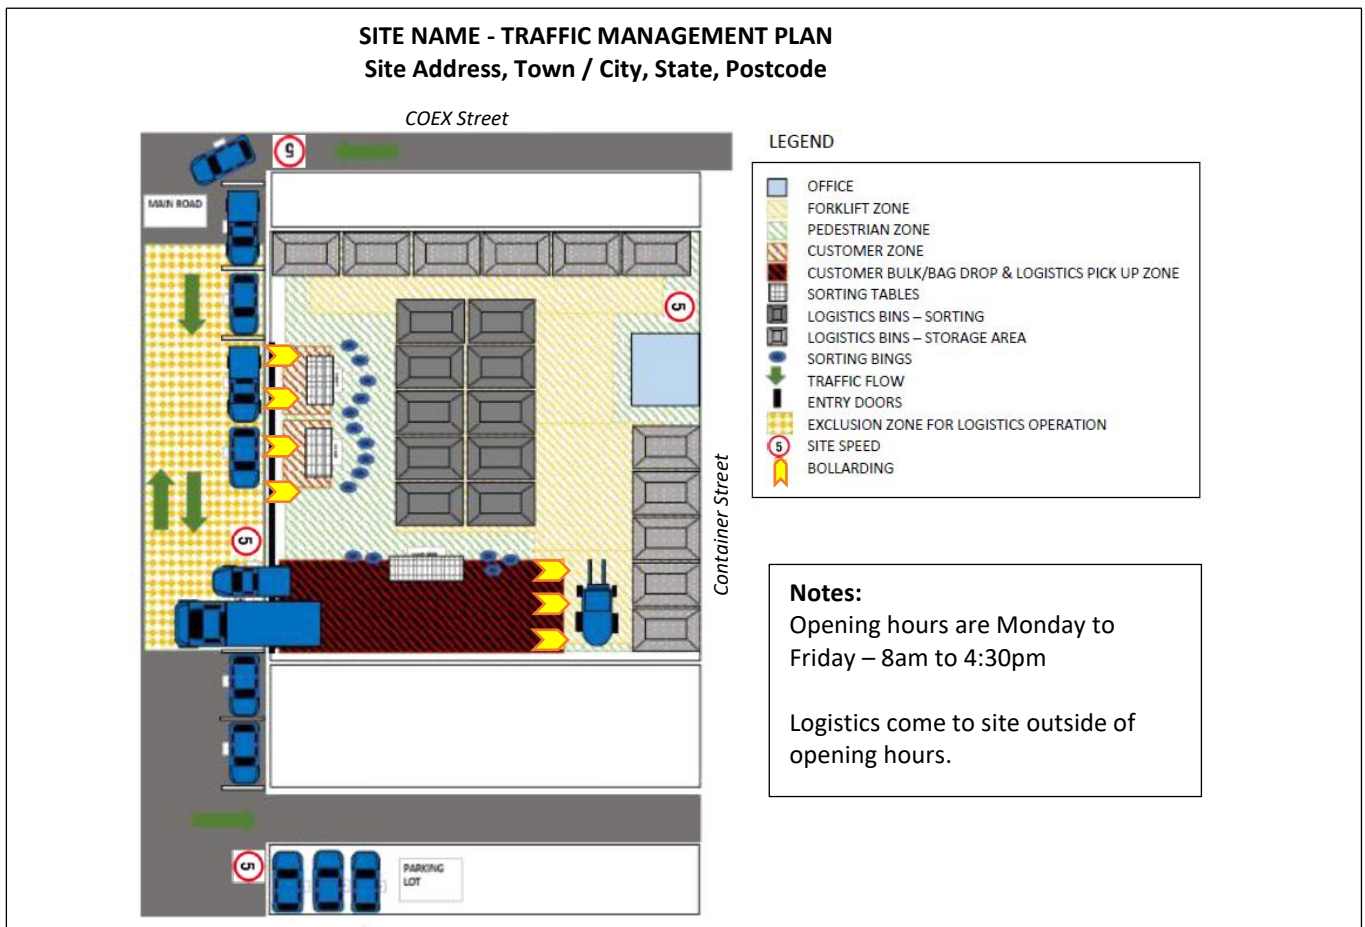 SITE NAME - TRAFFIC MANAGEMENT PLAN
Site Address, Town / City, State, Postcode
COEX Street
5
MAIN ROAD
5
5
Container Street
5
PARKING
LOT
LEGEND
OFFICE
FORKLIFT ZONE
PEDESTRIAN ZONE
CUSTOMER ZONE
CUSTOMER BULK/BAG DROP & LOGISTICS PICK UP ZONE
SORTING TABLES
LOGISTICS BINS – SORTING
LOGISTICS BINS – STORAGE AREA
SORTING BINGS
TRAFFIC FLOW
ENTRY DOORS
EXCLUSION ZONE FOR LOGISTICS OPERATION
5 SITE SPEED
BOLLARDING
Notes:
Opening hours are Monday to
Friday – 8am to 4:30pm
Logistics come to site outside of
opening hours.